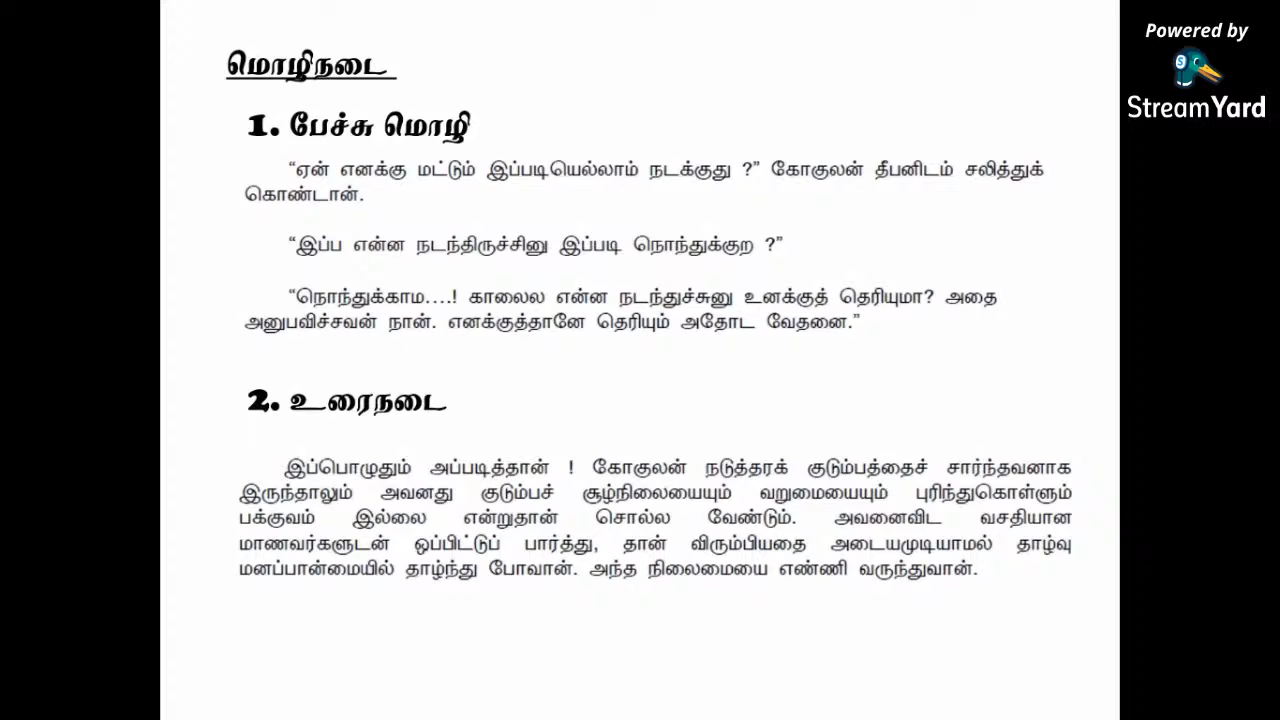 Powered by
StreamYard
மொழிநடை
1. பேச்சு மொழி
“ஏன் எனக்கு மட்டும் இப்படியெல்லாம் நடக்குது ?” கோகுலன் தீபனிடம் சலித்துக்
கொண்டான்.
“இப்ப என்ன நடந்திருச்சினு இப்படி நொந்துக்குற ?”
“நொந்துக்காம....! காலைல என்ன நடந்துச்சுனு உனக்குத் தெரியுமா? அதை
அனுபவிச்சவன் நான். எனக்குத்தானே தெரியும் அதோட வேதனை.”
2. உரைநடை
இப்பொழுதும் அப்படித்தான் ! கோகுலன் நடுத்தரக் குடும்பத்தைச் சார்ந்தவனாக
இருந்தாலும் அவனது குடும்பச் சூழ்நிலையையும் வறுமையையும் புரிந்துகொள்ளும்
பக்குவம் இல்லை என்றுதான் சொல்ல வேண்டும். அவனைவிட வசதியான
மாணவர்களுடன் ஒப்பிட்டுப் பார்த்து, தான் விரும்பியதை அடையமுடியாமல் தாழ்வு
மனப்பான்மையில் தாழ்ந்து போவான். அந்த நிலைமையை எண்ணி வருந்துவான்.